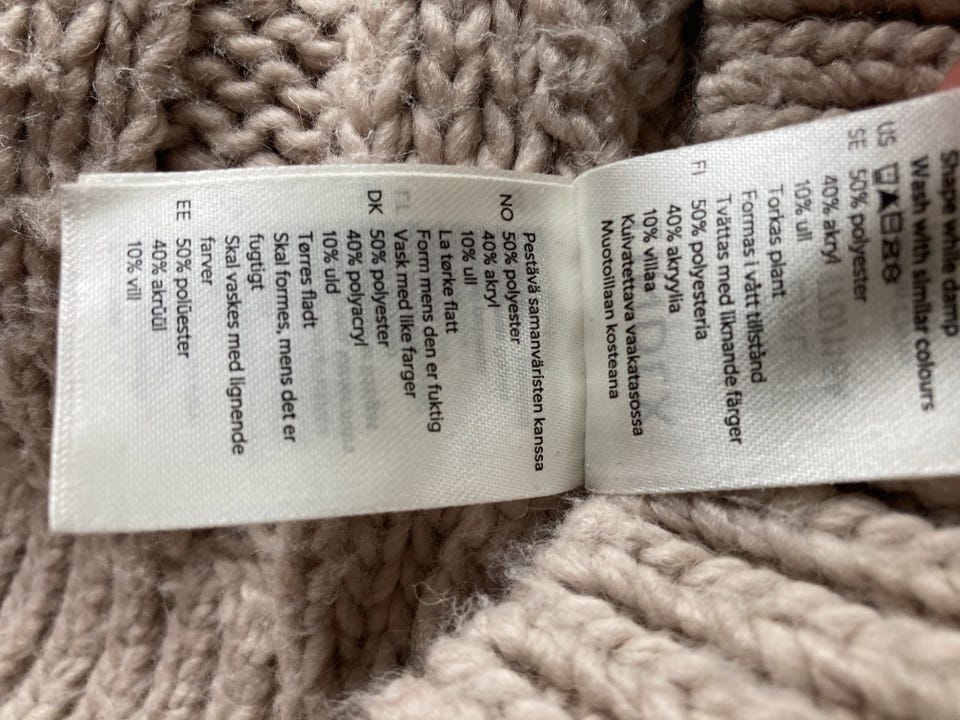 Shape while damp
Wash with similar colours
US
SE 50% polyester
40% akryl
10% ull
Torkas plant
Formas i vått tillstånd
Tvättas med liknande färger
FI 50% polyesteria
40% akryylia
10% villaa
Kuivatettava vaakatasossa
Muotoillaan kosteana
Pestävä samanväristen kanssa
NO 50% polyester
40% akryl
10% ull
La tørke flatt
Form mens den er fuktig
Vask med like farger
DK 50% polyester
40% polyacryl
10% uld
Tørres fladt
Skal formes, mens det er
fugtigt
Skal vaskes med lignende
farver
EE 50% polüester
40% akrüül
10% vill